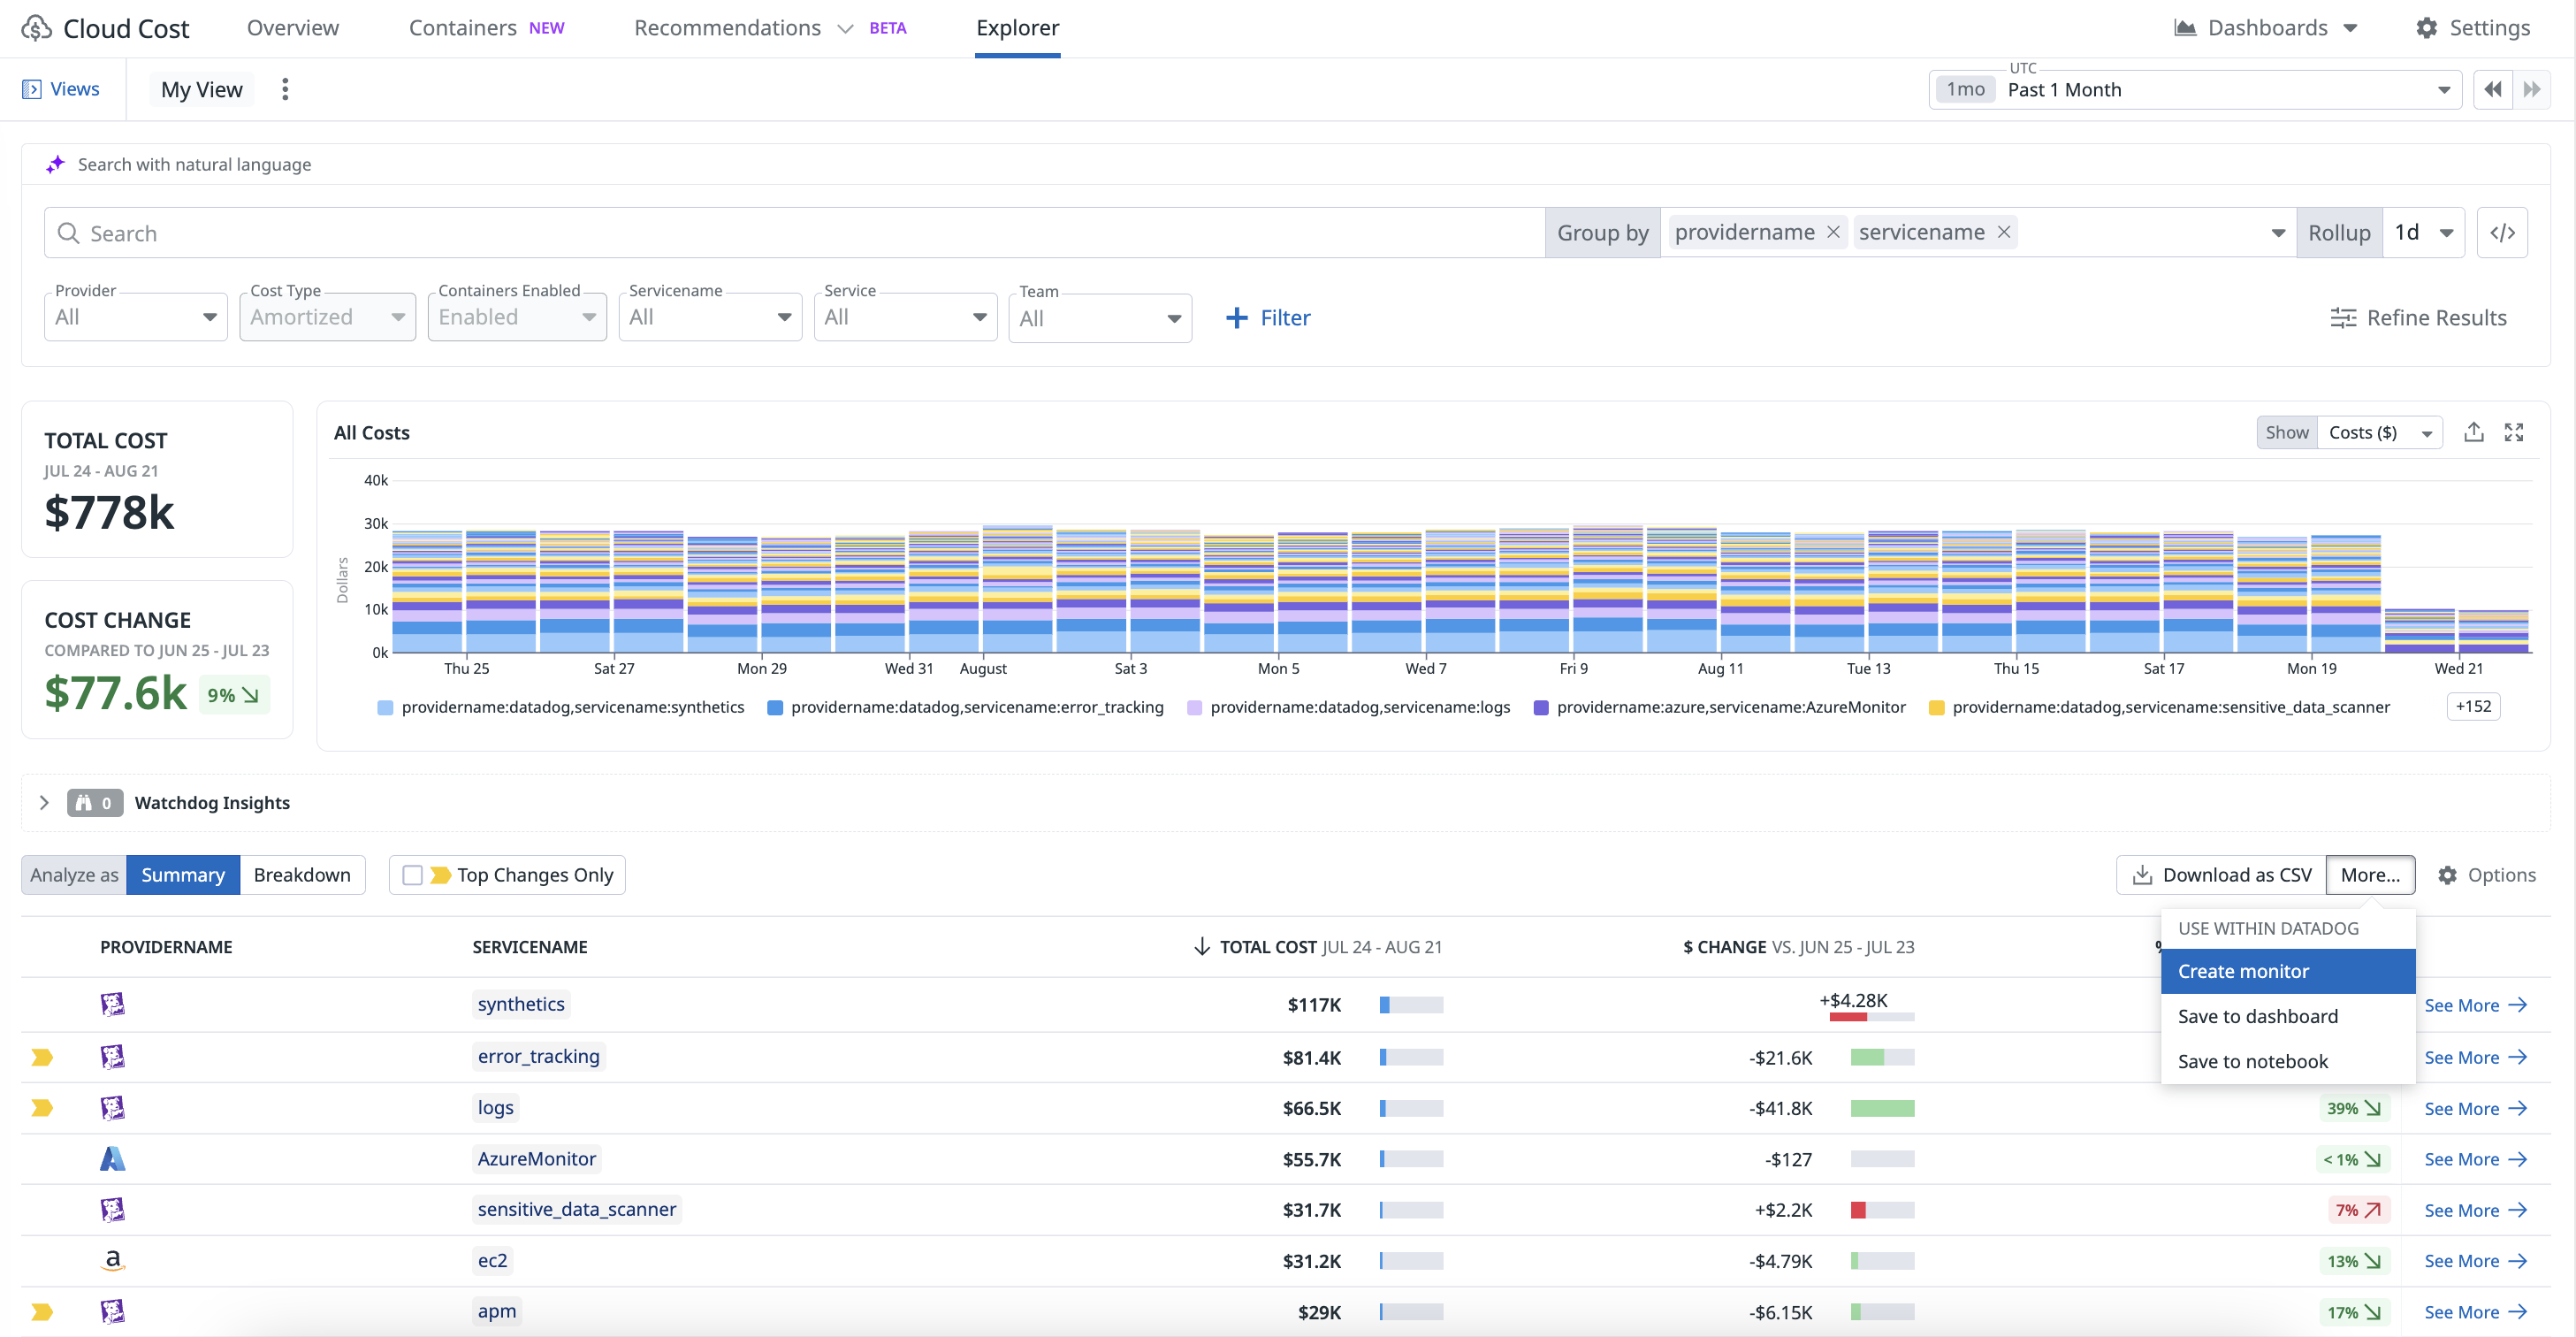 Cloud Cost Overview Containers NEW Recommendations BETA Explorer Dashboards Settings
Views My View UTC 1mo Past 1 Month
Search with natural language
Search Group by providername servicename Rollup 1d </>
Provider Cost Type Containers Enabled Servicename Service Team
All Amortized Enabled All All All Filter Refine Results
TOTAL COST
JUL 24 - AUG 21
$778k
COST CHANGE
COMPARED TO JUN 25 - JUL 23
$77.6k 9%
All Costs Show Costs ($)
40k
30k
20k
10k
0k
Dollars
Thu 25 Sat 27 Mon 29 Wed 31 August Sat 3 Mon 5 Wed 7 Fri 9 Aug 11 Tue 13 Thu 15 Sat 17 Mon 19 Wed 21
providername:datadog,servicename:synthetics providername:datadog,servicename:error_tracking providername:datadog,servicename:logs providername:azure,servicename:AzureMonitor providername:datadog,servicename:sensitive_data_scanner +152
0 Watchdog Insights
Analyze as Summary Breakdown Top Changes Only Download as CSV More... Options
USE WITHIN DATADOG
Create monitor
Save to dashboard
Save to notebook
PROVIDERNAME SERVICENAME TOTAL COST JUL 24 - AUG 21 $ CHANGE VS. JUN 25 - JUL 23
synthetics $117K +$4.28K See More
error_tracking $81.4K -$21.6K See More
logs $66.5K -$41.8K 39% See More
AzureMonitor $55.7K -$127 < 1% See More
sensitive_data_scanner $31.7K +$2.2K 7% See More
a ec2 $31.2K -$4.79K 13% See More
apm $29K -$6.15K 17% See More